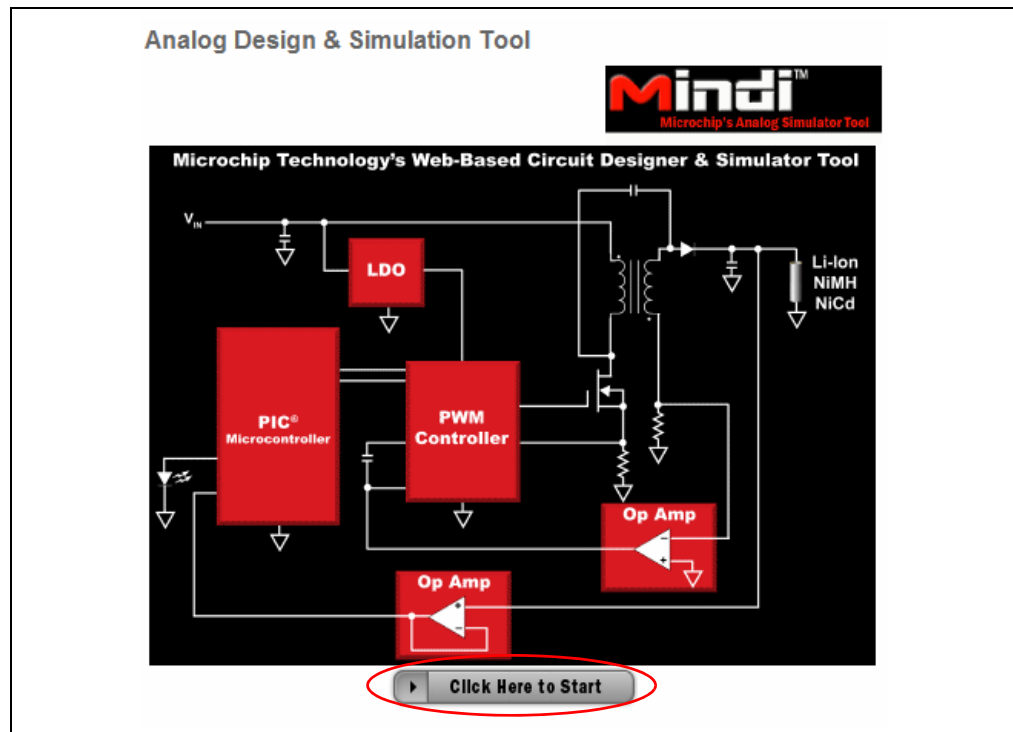 Analog Design & Simulation Tool
Mindi™
Microchip's Analog Simulator Tool
Microchip Technology's Web-Based Circuit Designer & Simulator Tool
VIN
LDO
Li-Ion
NiMH
NiCd
PIC®
Microcontroller
PWM
Controller
Op Amp
Op Amp
Click Here to Start